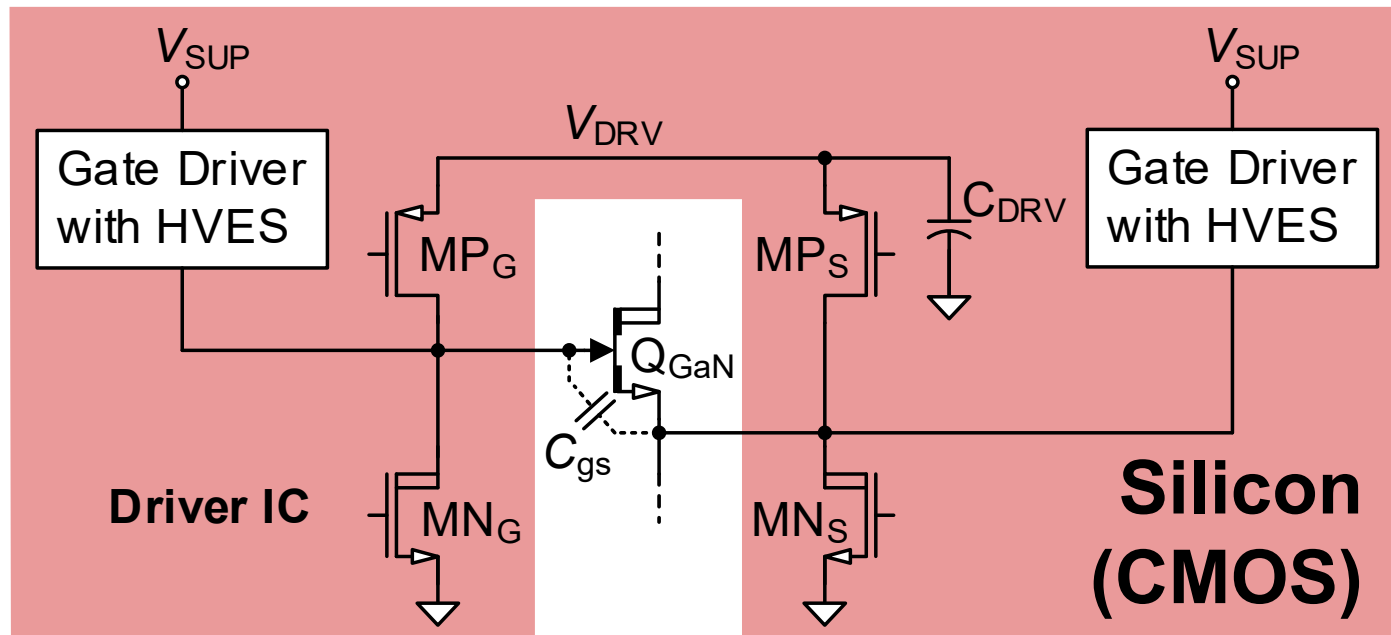 VSUP
Gate Driver
with HVES
VDRV
VSUP
Gate Driver
with HVES
CDRV
MPG
MPS
QGaN
Cgs
Driver IC
MNG
MNS
Silicon
(CMOS)